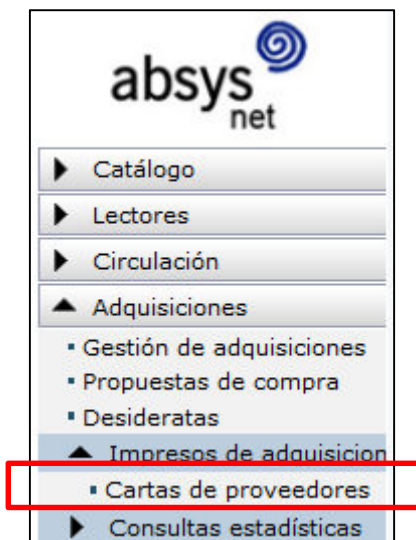 absys
net
Catálogo
Lectores
Circulación
Adquisiciones
Gestión de adquisiciones
Propuestas de compra
Desideratas
Impresos de adquisicion
Cartas de proveedores
Consultas estadísticas